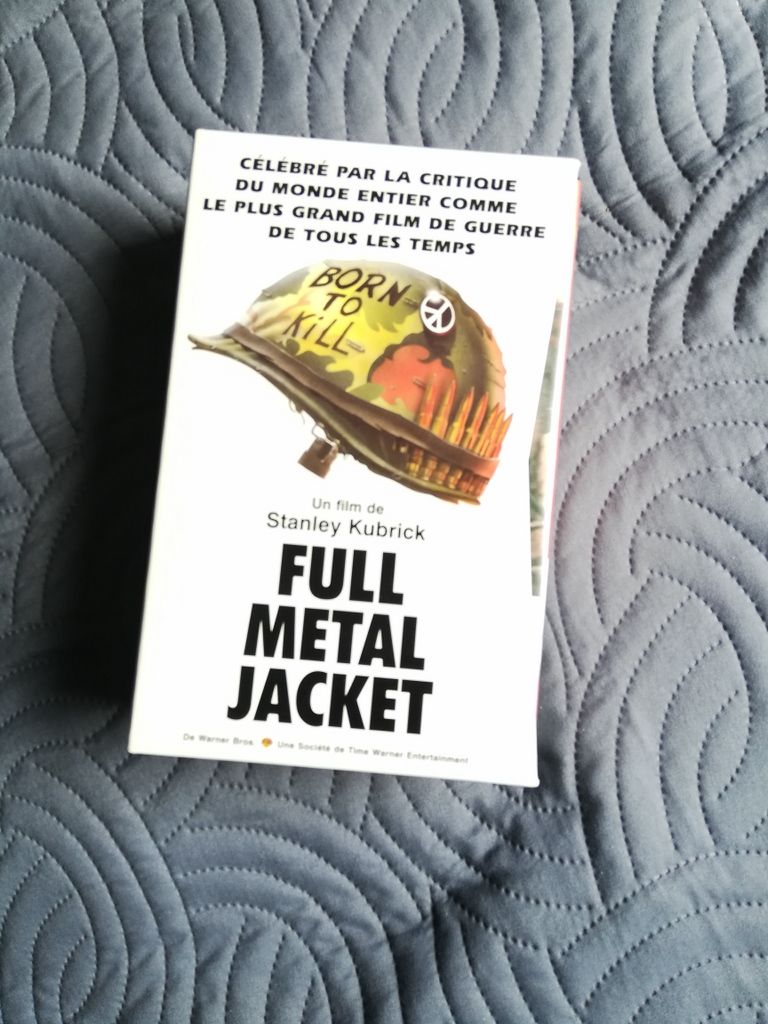 CÉLÉBRÉ PAR LA CRITIQUE
DU MONDE ENTIER COMME
LE PLUS GRAND FILM DE GUERRE
DE TOUS LES TEMPS
BORN
TO
KiLL
Un film de
Stanley Kubrick
FULL
METAL
JACKET
De Warner Bros. Une Société de Time Warner Entertainment